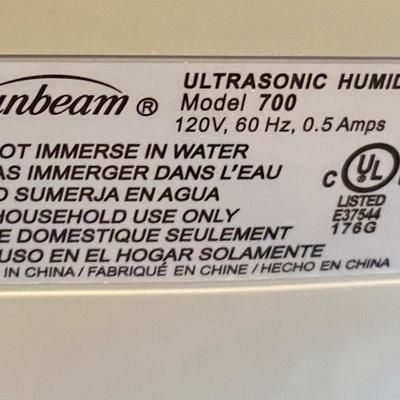 unbeam®
ULTRASONIC HUMID
Model 700
120V, 60 Hz, 0.5 Amps
OT IMMERSE IN WATER
AS IMMERGER DANS L'EAU
O SUMERJA EN AGUA
HOUSEHOLD USE ONLY
E DOMESTIQUE SEULEMENT
USO EN EL HOGAR SOLAMENTE
IN CHINA / FABRIQUÉ EN CHINE / HECHO EN CHINA
C UL ®
LISTED
E37544
176G